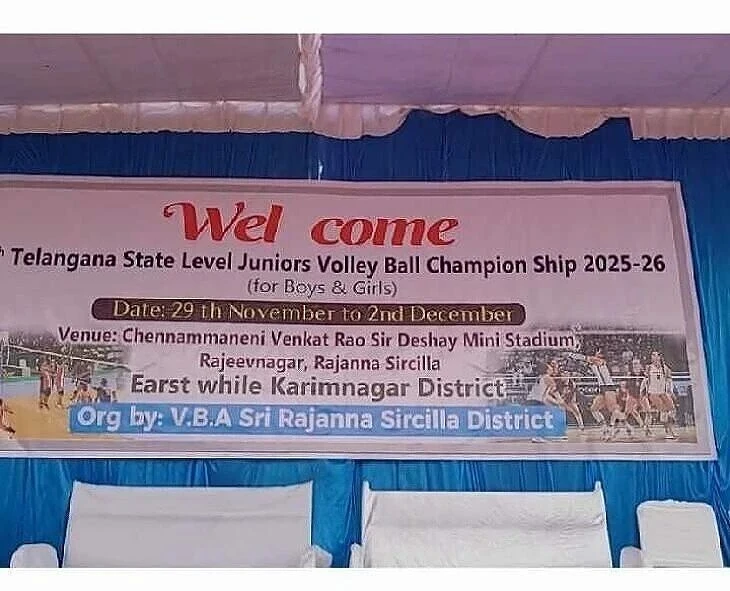 Wel come
Telangana State Level Juniors Volley Ball Champion Ship 2025-26
(for Boys & Girls)
Date:-29 th November to 2nd December
Venue: Chennammaneni Venkat Rao Sir Deshay Mini Stadium,
Rajeevnagar, Rajanna Sircilla
Earst while Karimnagar District
Org by: V.B.A Sri Rajanna Sircilla District